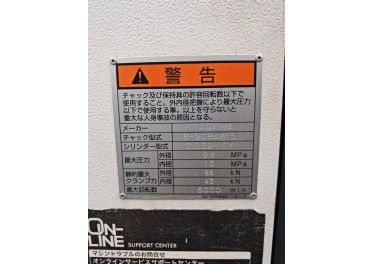 警告
チャック及び保持具の許容回転数以下で
使用すること。外内径把握により最大圧力
以下で使用する事。以上を守らないと
重大な人身事故の原因となる。
メーカー
チャック型式
シリンダー型式
最大圧力 外径 MPa
内径 MPa
静的最大 外径 kN
クランプ力 内径 kN
最大回転数 5000 min
ON-
LINE SUPPORT CENTER
マシントラブルのお問合せ
オンラインサービスサポートセンター